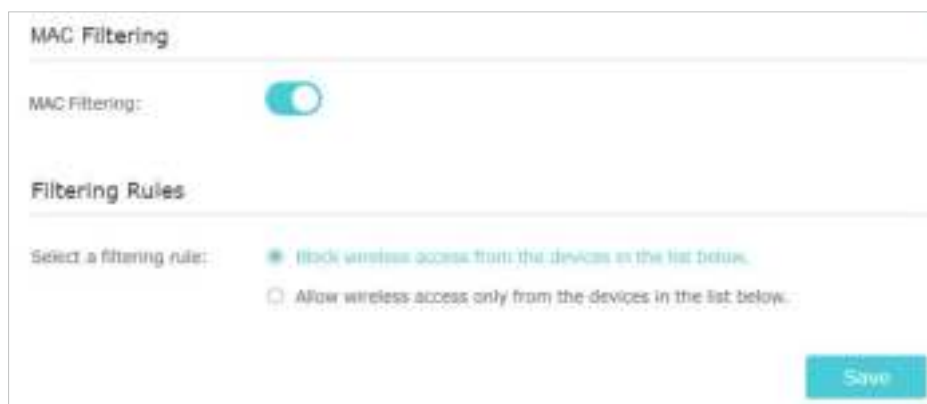 MAC Filtering
MAC Filtering:
Filtering Rules
Select a filtering rule:
Block wireless access from the devices in the list below.
Allow wireless access only from the devices in the list below.
Save